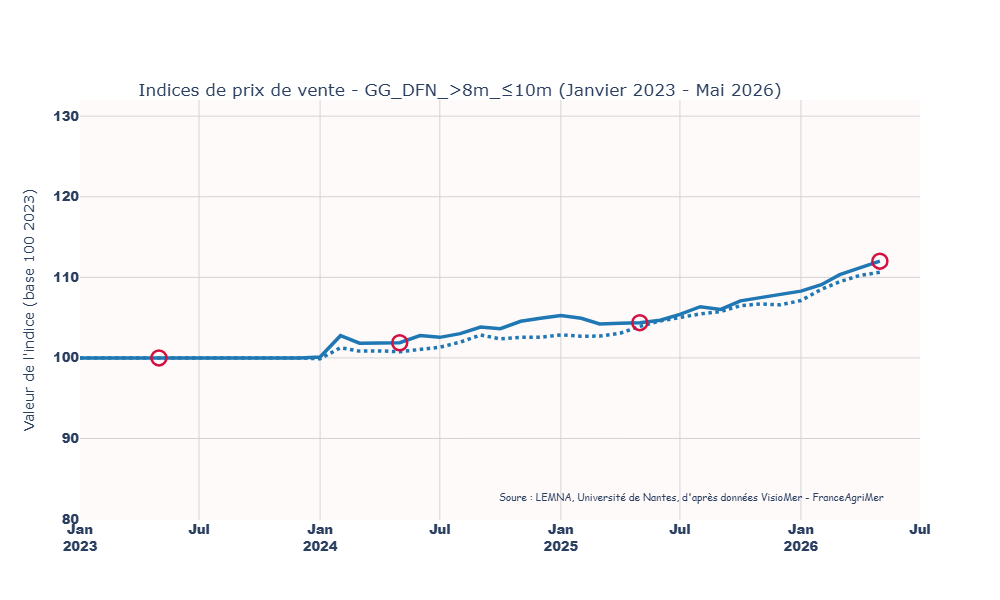 Indices de prix de vente - GG_DFN_>8m_≤10m (Janvier 2023 - Mai 2026)
Valeur de l'indice (base 100 2023)
130
120
110
100
90
80
Soure : LEMNA, Université de Nantes, d'après données VisioMer - FranceAgriMer
Jan Jul Jan Jul Jan Jul Jan Jul
2023 2024 2025 2026